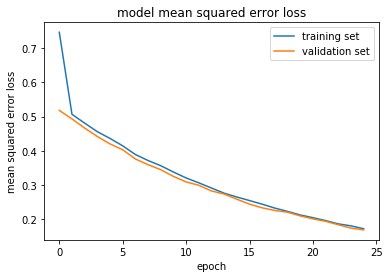 model mean squared error loss
training set
validation set
mean squared error loss
0.7
0.6
0.5
0.4
0.3
0.2
0 5 10 15 20 25
epoch